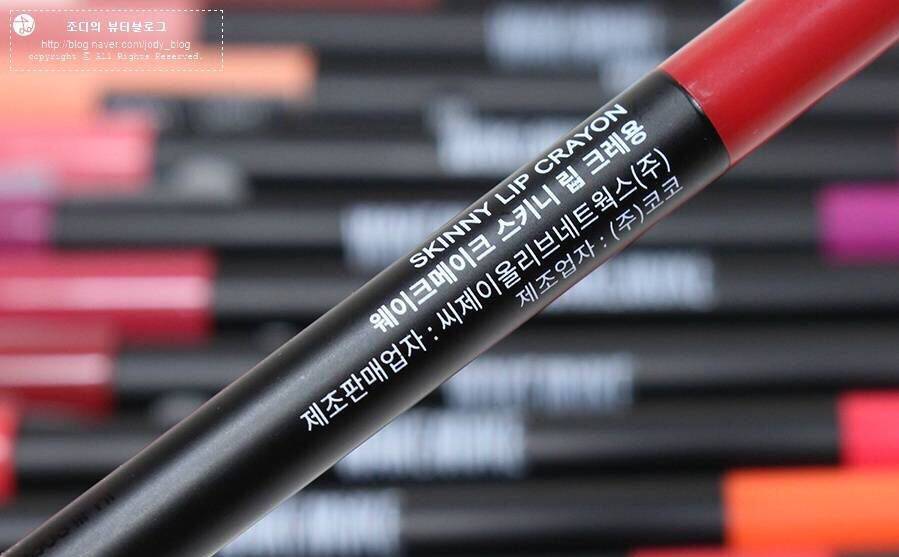 조디의 뷰티블로그
http://blog.naver.com/jody_blog
copyright © All Rights Reserved.
SKINNY LIP CRAYON
웨이크메이크 스키니 립 크레용
제조판매업자 : 씨제이올리브네트웍스(주)
제조업자 : (주)코코